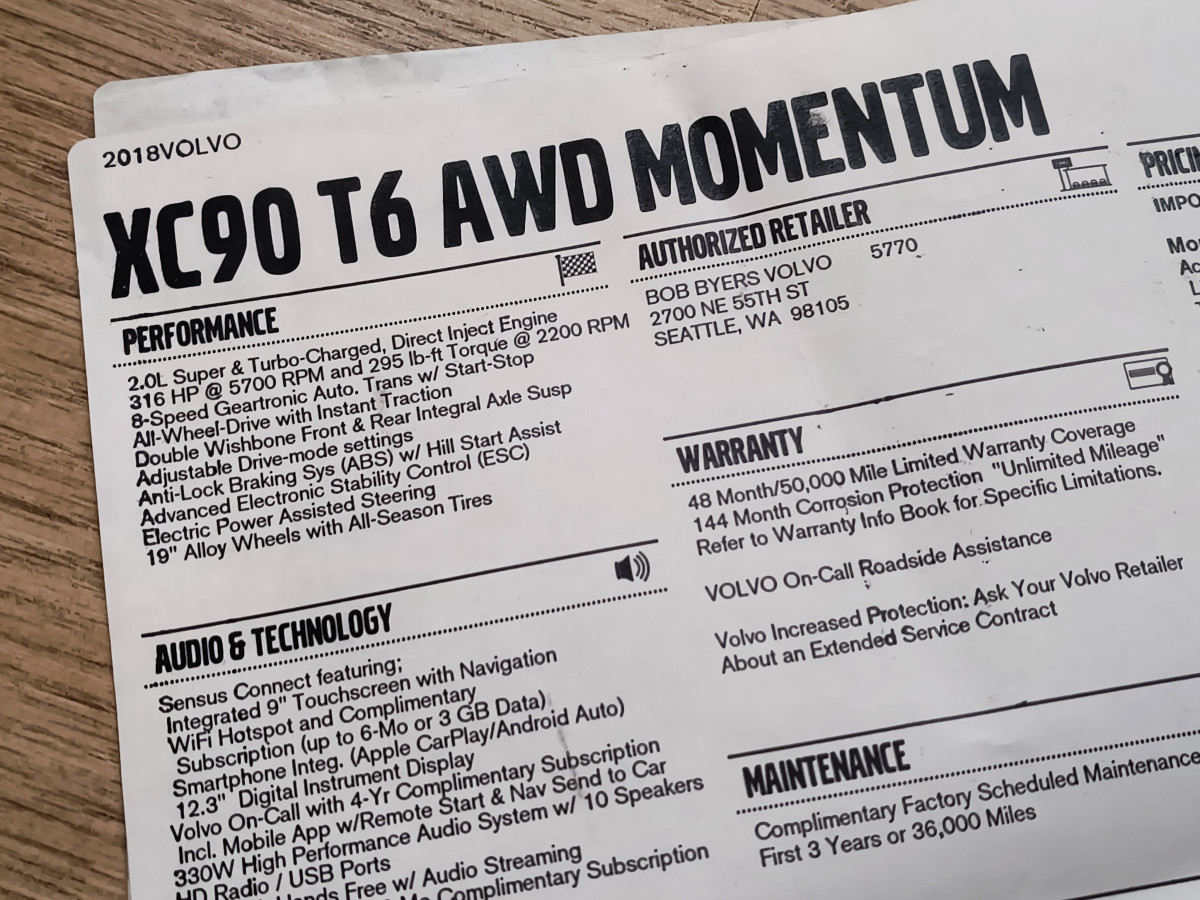 2018VOLVO
XC90 T6 AWD MOMENTUM
PERFORMANCE
2.0L Super & Turbo-Charged, Direct Inject Engine
316 HP @ 5700 RPM and 295 lb-ft Torque @ 2200 RPM
8-Speed Geartronic Auto. Trans w/ Start-Stop
All-Wheel-Drive with Instant Traction
Double Wishbone Front & Rear Integral Axle Susp
Adjustable Drive-mode settings
Anti-Lock Braking Sys (ABS) w/ Hill Start Assist
Advanced Electronic Stability Control (ESC)
Electric Power Assisted Steering
19" Alloy Wheels with All-Season Tires
AUDIO & TECHNOLOGY
Sensus Connect featuring;
Integrated 9" Touchscreen with Navigation
WiFi Hotspot and Complimentary
Subscription (up to 6-Mo or 3 GB Data)
Smartphone Integ. (Apple CarPlay/Android Auto)
12.3" Digital Instrument Display
Volvo On-Call with 4-Yr Complimentary Subscription
Incl. Mobile App w/Remote Start & Nav Send to Car
330W High Performance Audio System w/ 10 Speakers
HD Radio / USB Ports
Hands Free w/ Audio Streaming
Mo Complimentary Subscription
AUTHORIZED RETAILER
BOB BYERS VOLVO 5770
2700 NE 55TH ST
SEATTLE, WA 98105
WARRANTY
48 Month/50,000 Mile Limited Warranty Coverage
144 Month Corrosion Protection "Unlimited Mileage"
Refer to Warranty Info Book for Specific Limitations.
VOLVO On-Call Roadside Assistance
Volvo Increased Protection: Ask Your Volvo Retailer
About an Extended Service Contract
MAINTENANCE
Complimentary Factory Scheduled Maintenance
First 3 Years or 36,000 Miles